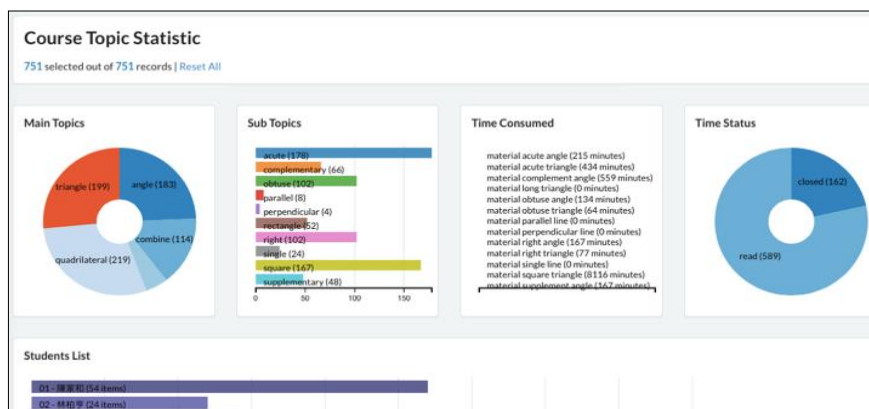 Course Topic Statistic
751 selected out of 751 records | Reset All
Main Topics
triangle (199)
angle (183)
combine (114)
quadrilateral (219)
Sub Topics
acute (178)
complementary (66)
obtuse (102)
parallel (8)
perpendicular (4)
rectangle (52)
right (102)
single (24)
square (167)
supplementary (48)
0 50 100 150
Time Consumed
material acute angle (215 minutes)
material acute triangle (434 minutes)
material complement angle (559 minutes)
material long triangle (0 minutes)
material obtuse angle (134 minutes)
material obtuse triangle (64 minutes)
material parallel line (0 minutes)
material perpendicular line (0 minutes)
material right angle (167 minutes)
material right triangle (77 minutes)
material single line (0 minutes)
material square triangle (8116 minutes)
material supplement angle (167 minutes)
Time Status
closed (162)
read (589)
Students List
01 - 陳家和 (54 items)
02 - 林柏亨 (24 items)